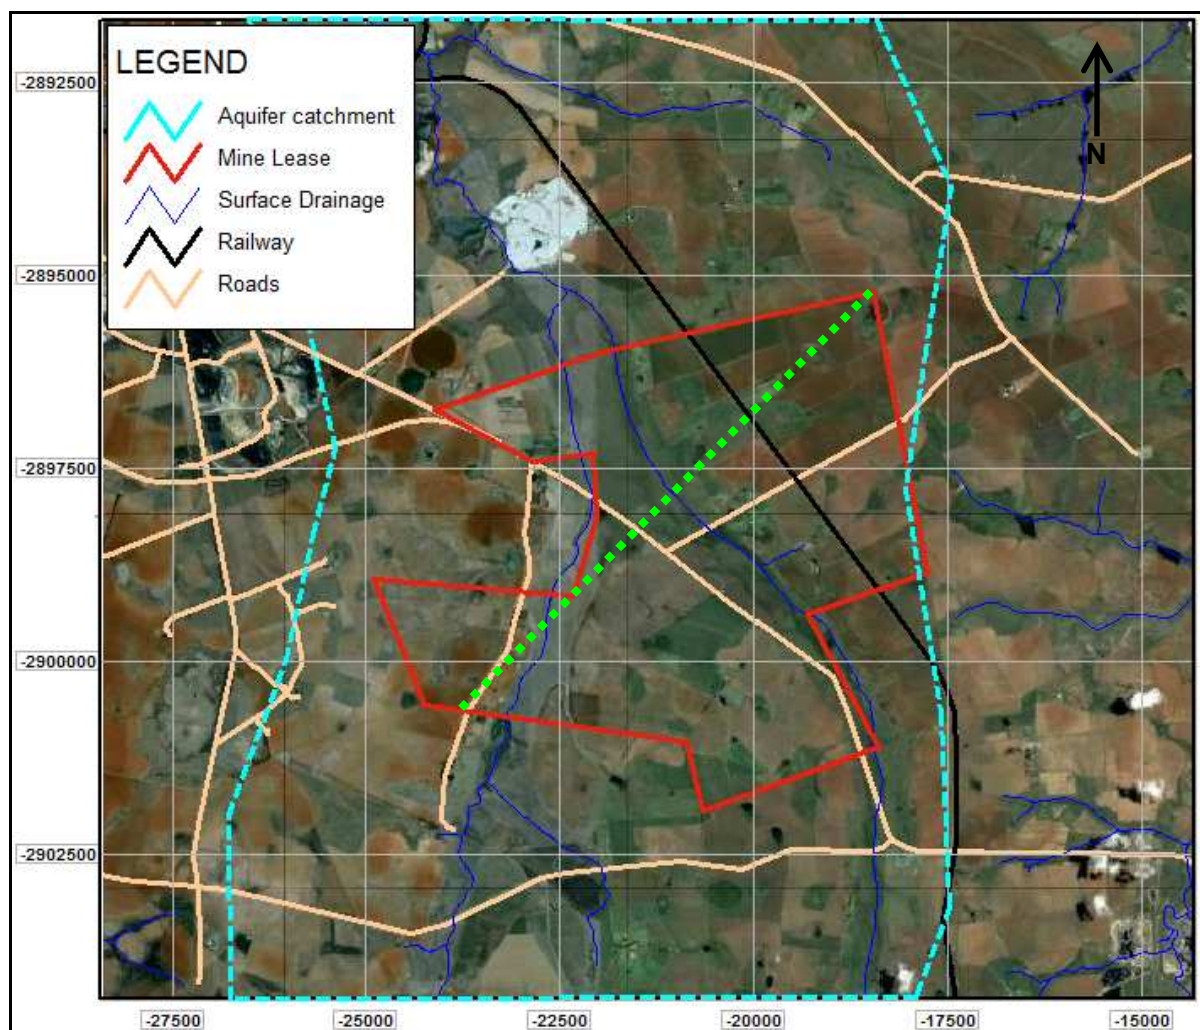 LEGEND
Aquifer catchment
Mine Lease
Surface Drainage
Railway
Roads
N
-2892500
-2895000
-2897500
-2900000
-2902500
-27500 -25000 -22500 -20000 -17500 -15000